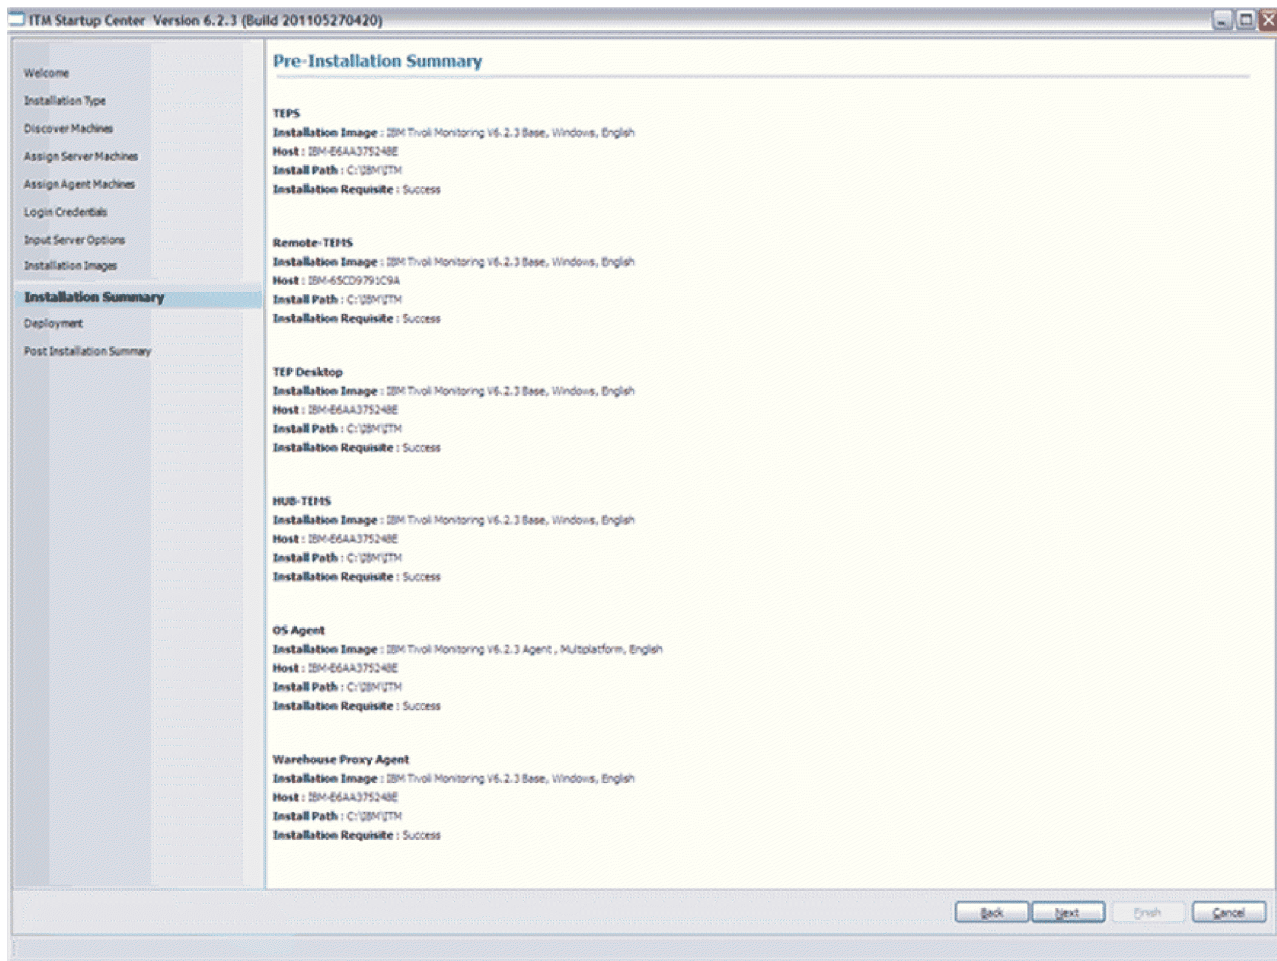 ITM Startup Center Version 6.2.3 (Build 201105270420)
Welcome
Installation Type
Discover Machines
Assign Server Machines
Assign Agent Machines
Login Credentials
Input Server Options
Installation Images
Installation Summary
Deployment
Post Installation Summary
Pre-Installation Summary
TEPS
Installation Image : IBM Tivoli Monitoring V6.2.3 Base, Windows, English
Host : IBM-E6AA375248E
Install Path : C:\IBM\ITM
Installation Requisite : Success
Remote-TEMS
Installation Image : IBM Tivoli Monitoring V6.2.3 Base, Windows, English
Host : IBM-65CD9791C9A
Install Path : C:\IBM\ITM
Installation Requisite : Success
TEP Desktop
Installation Image : IBM Tivoli Monitoring V6.2.3 Base, Windows, English
Host : IBM-E6AA375248E
Install Path : C:\IBM\ITM
Installation Requisite : Success
HUB-TEMS
Installation Image : IBM Tivoli Monitoring V6.2.3 Base, Windows, English
Host : IBM-E6AA375248E
Install Path : C:\IBM\ITM
Installation Requisite : Success
OS Agent
Installation Image : IBM Tivoli Monitoring V6.2.3 Agent , Multiplatform, English
Host : IBM-E6AA375248E
Install Path : C:\IBM\ITM
Installation Requisite : Success
Warehouse Proxy Agent
Installation Image : IBM Tivoli Monitoring V6.2.3 Base, Windows, English
Host : IBM-E6AA375248E
Install Path : C:\IBM\ITM
Installation Requisite : Success
Back Next Finish Cancel